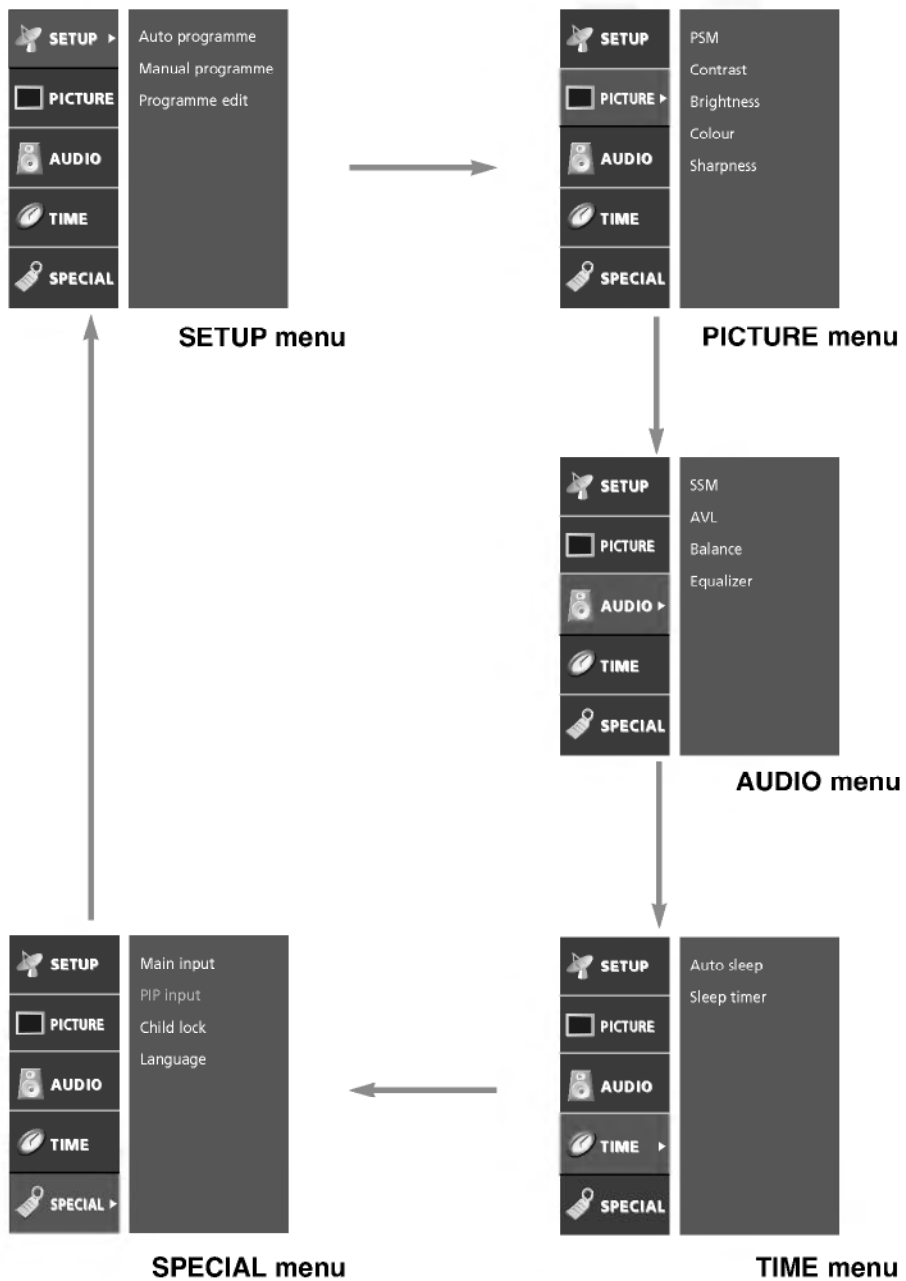 SETUP
PICTURE
AUDIO
TIME
SPECIAL
Auto programme
Manual programme
Programme edit
SETUP menu
SETUP
PICTURE
AUDIO
TIME
SPECIAL
PSM
Contrast
Brightness
Colour
Sharpness
PICTURE menu
SETUP
PICTURE
AUDIO
TIME
SPECIAL
SSM
AVL
Balance
Equalizer
AUDIO menu
SETUP
PICTURE
AUDIO
TIME
SPECIAL
Main input
PIP input
Child lock
Language
SPECIAL menu
SETUP
PICTURE
AUDIO
TIME
SPECIAL
Auto sleep
Sleep timer
TIME menu